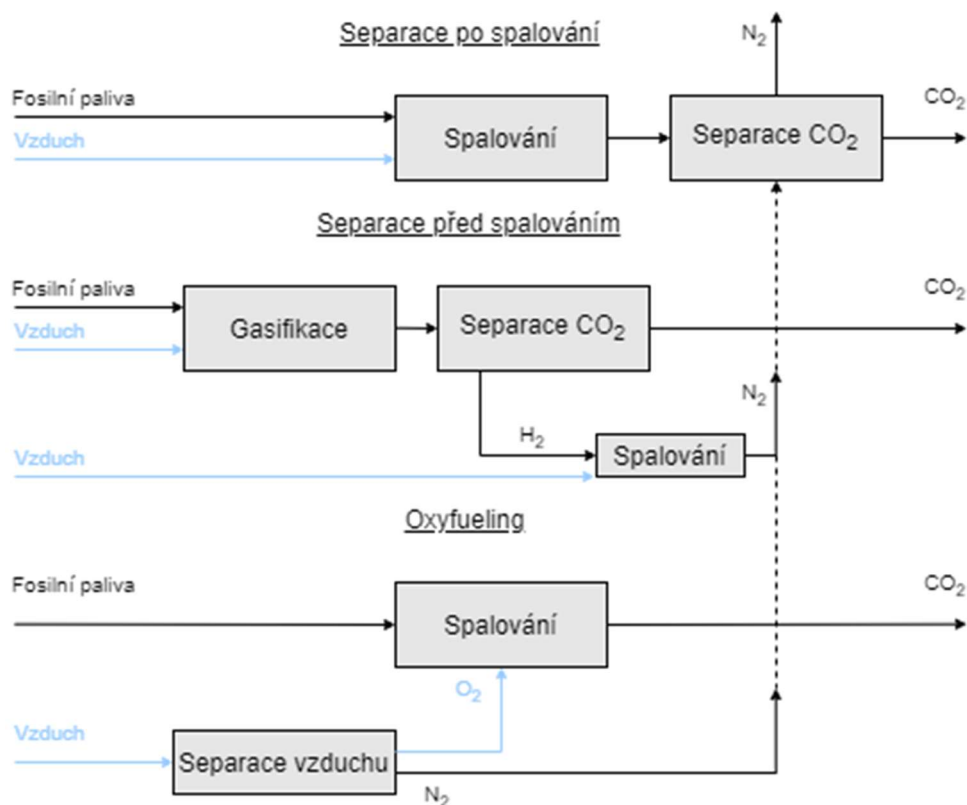 Separace po spalování
N₂
Fosilní paliva
CO₂
Vzduch
Spalování
Separace CO₂
Separace před spalováním
Fosilní paliva
CO₂
Vzduch
Gasifikace
Separace CO₂
N₂
H₂
Vzduch
Spalování
Oxyfueling
Fosilní paliva
CO₂
Spalování
O₂
Vzduch
Separace vzduchu
N₂